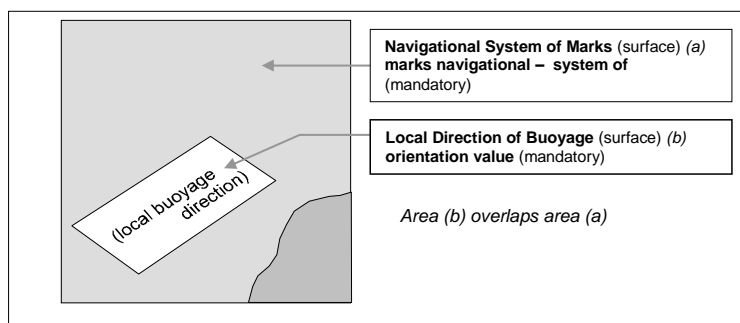 Navigational System of Marks (surface) (a)
marks navigational – system of
(mandatory)
Local Direction of Buoyage (surface) (b)
orientation value (mandatory)
(local buoyage
direction)
Area (b) overlaps area (a)